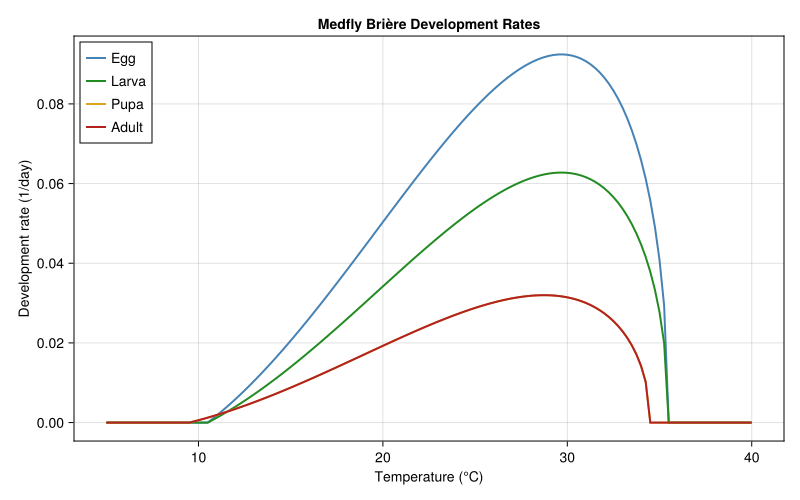 Medfly Brière Development Rates
Egg
Larva
Pupa
Adult
Development rate (1/day)
0.08
0.06
0.04
0.02
0.00
10
20
30
40
Temperature (°C)